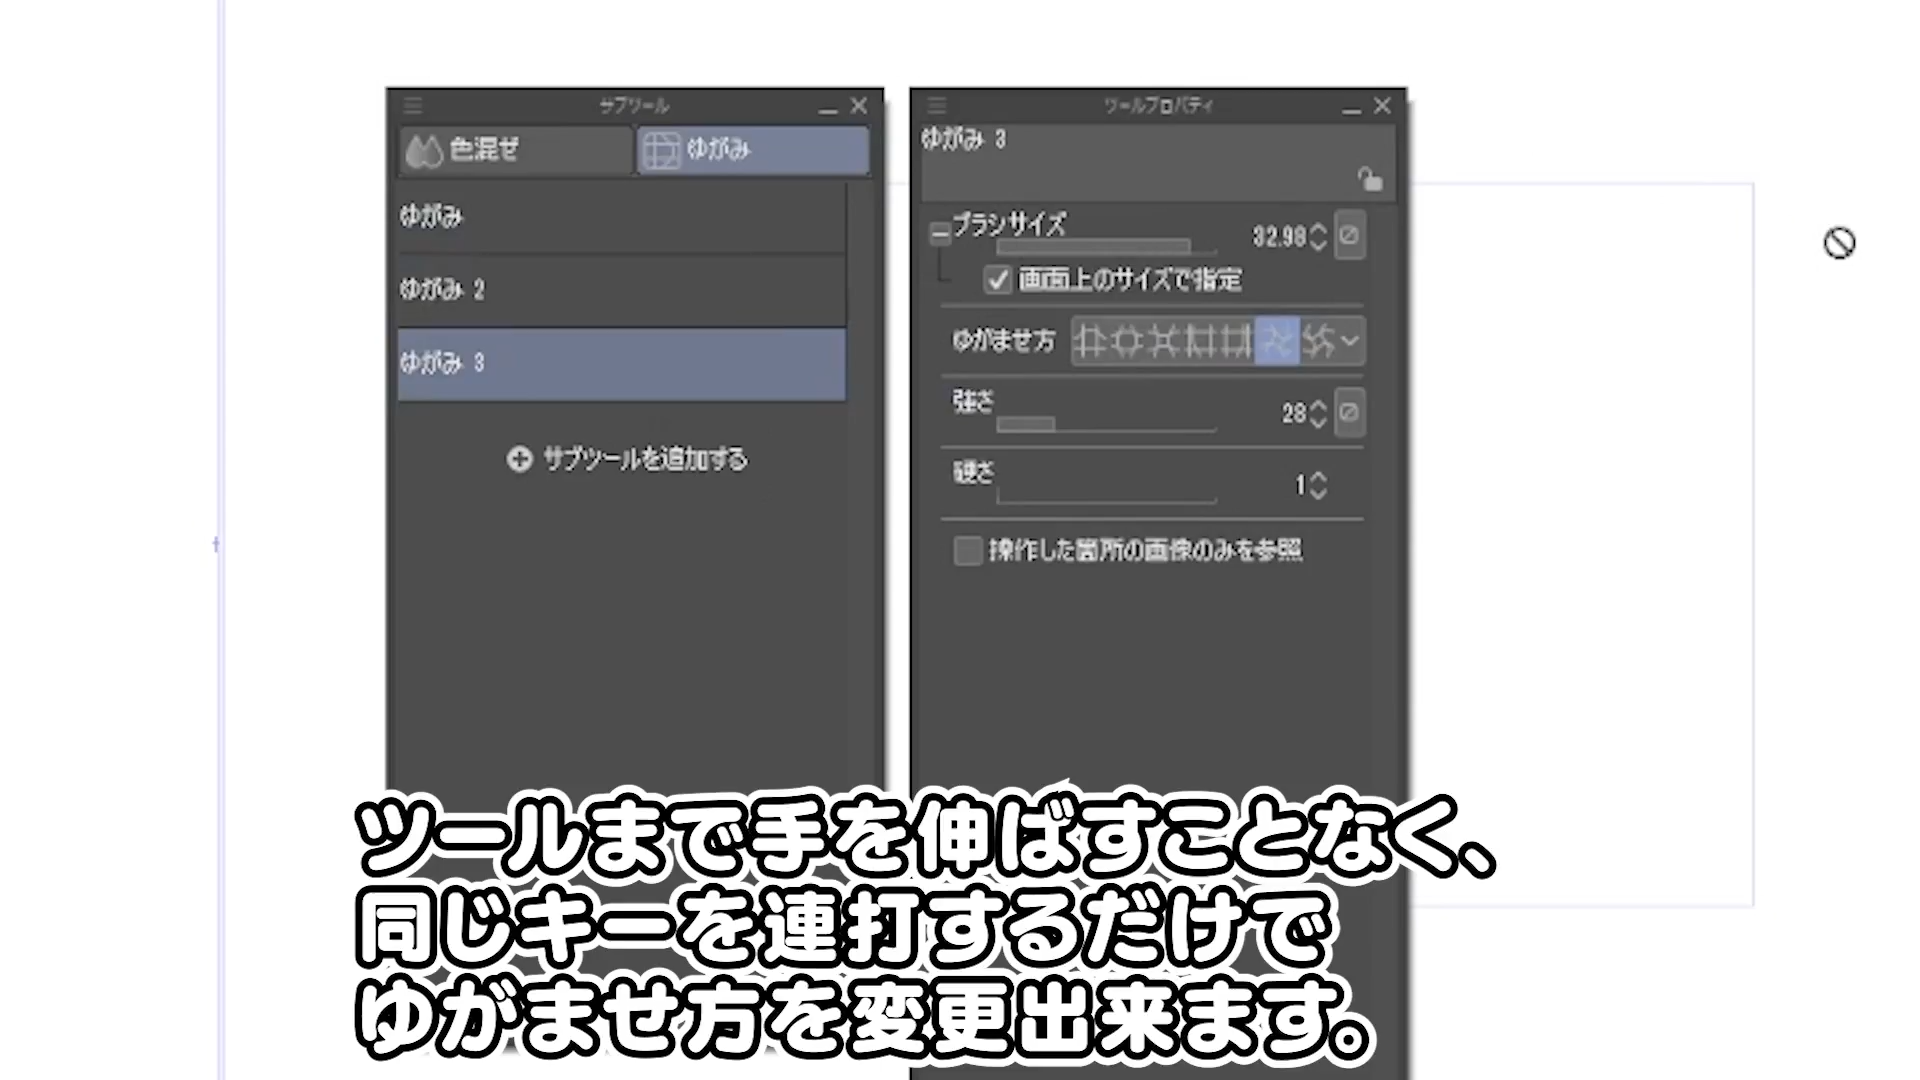 サブツール
色混ぜ
ゆがみ
ゆがみ
ゆがみ 2
ゆがみ 3
サブツールを追加する
ツールプロパティ
ゆがみ 3
ブラシサイズ 32.98
画面上のサイズで指定
ゆがませ方
強さ 28
硬さ 1
操作した箇所の画像のみを参照
ツールまで手を伸ばすことなく、
同じキーを連打するだけで
ゆがませ方を変更出来ます。